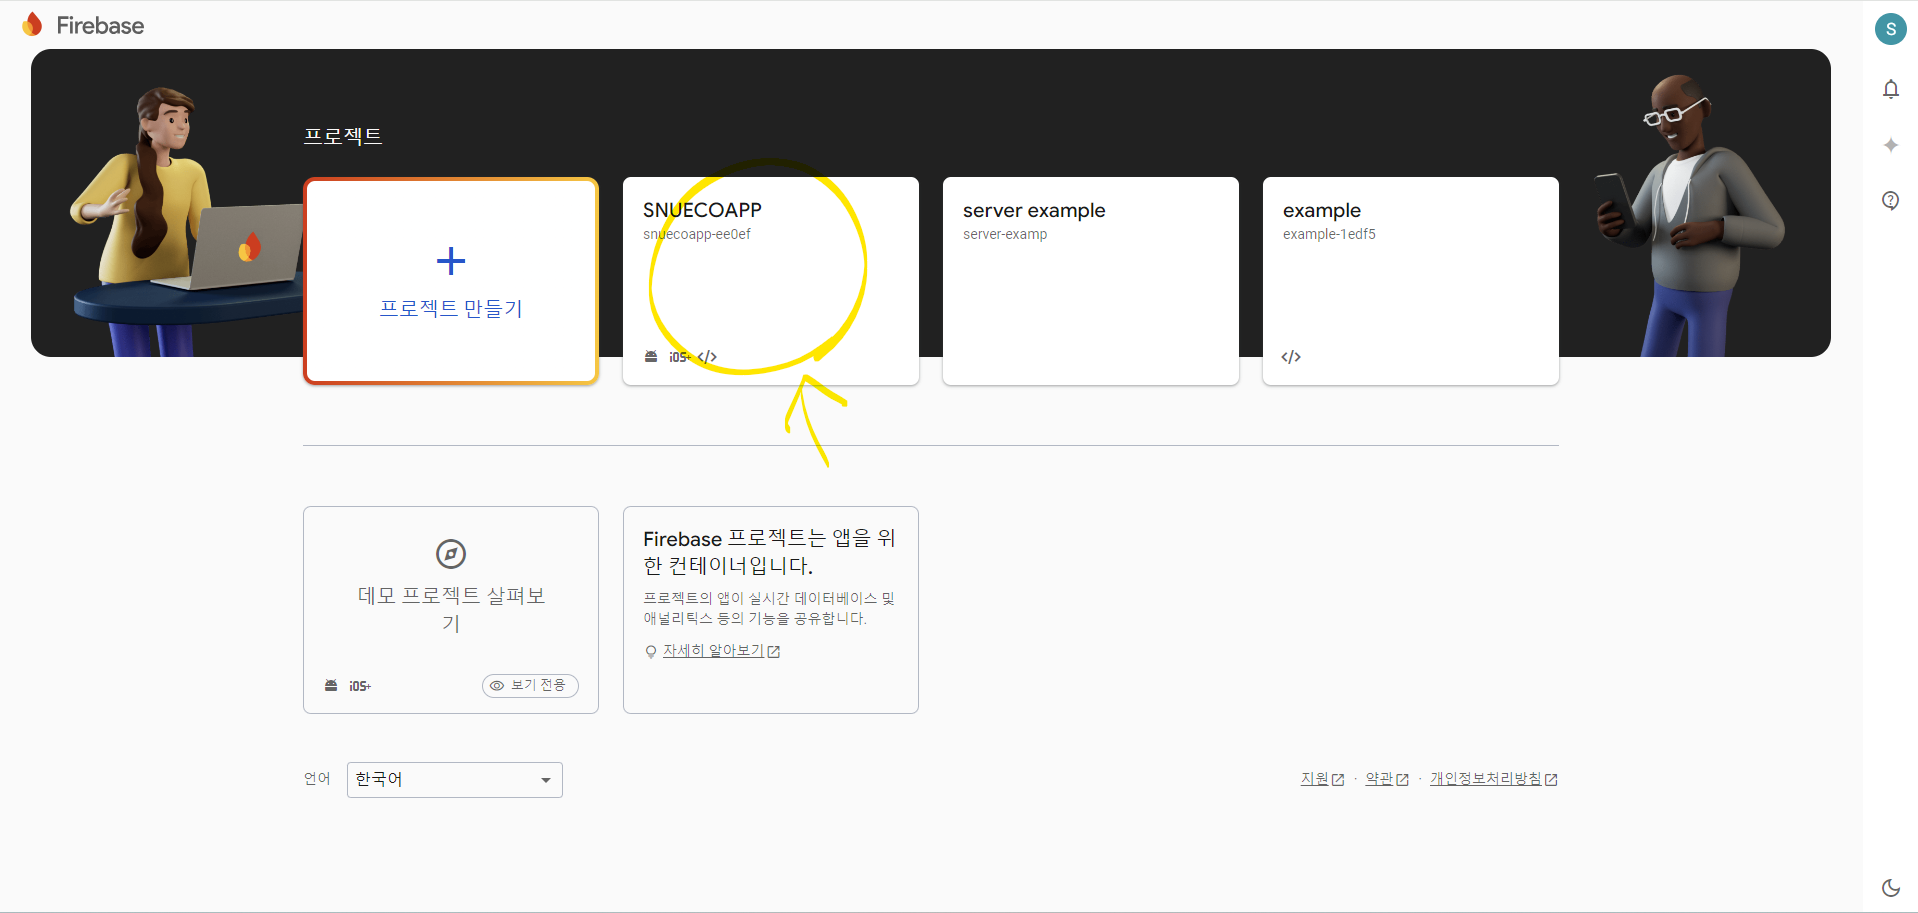 Firebase
S
프로젝트
프로젝트 만들기
SNUECOAPP
snuecoapp-ee0ef
iOS+ </>
server example
server-examp
example
example-1edf5
</>
데모 프로젝트 살펴보
기
iOS+
보기 전용
Firebase 프로젝트는 앱을 위
한 컨테이너입니다.
프로젝트의 앱이 실시간 데이터베이스 및
애널리틱스 등의 기능을 공유합니다.
자세히 알아보기
언어 한국어
지원 · 약관 · 개인정보처리방침